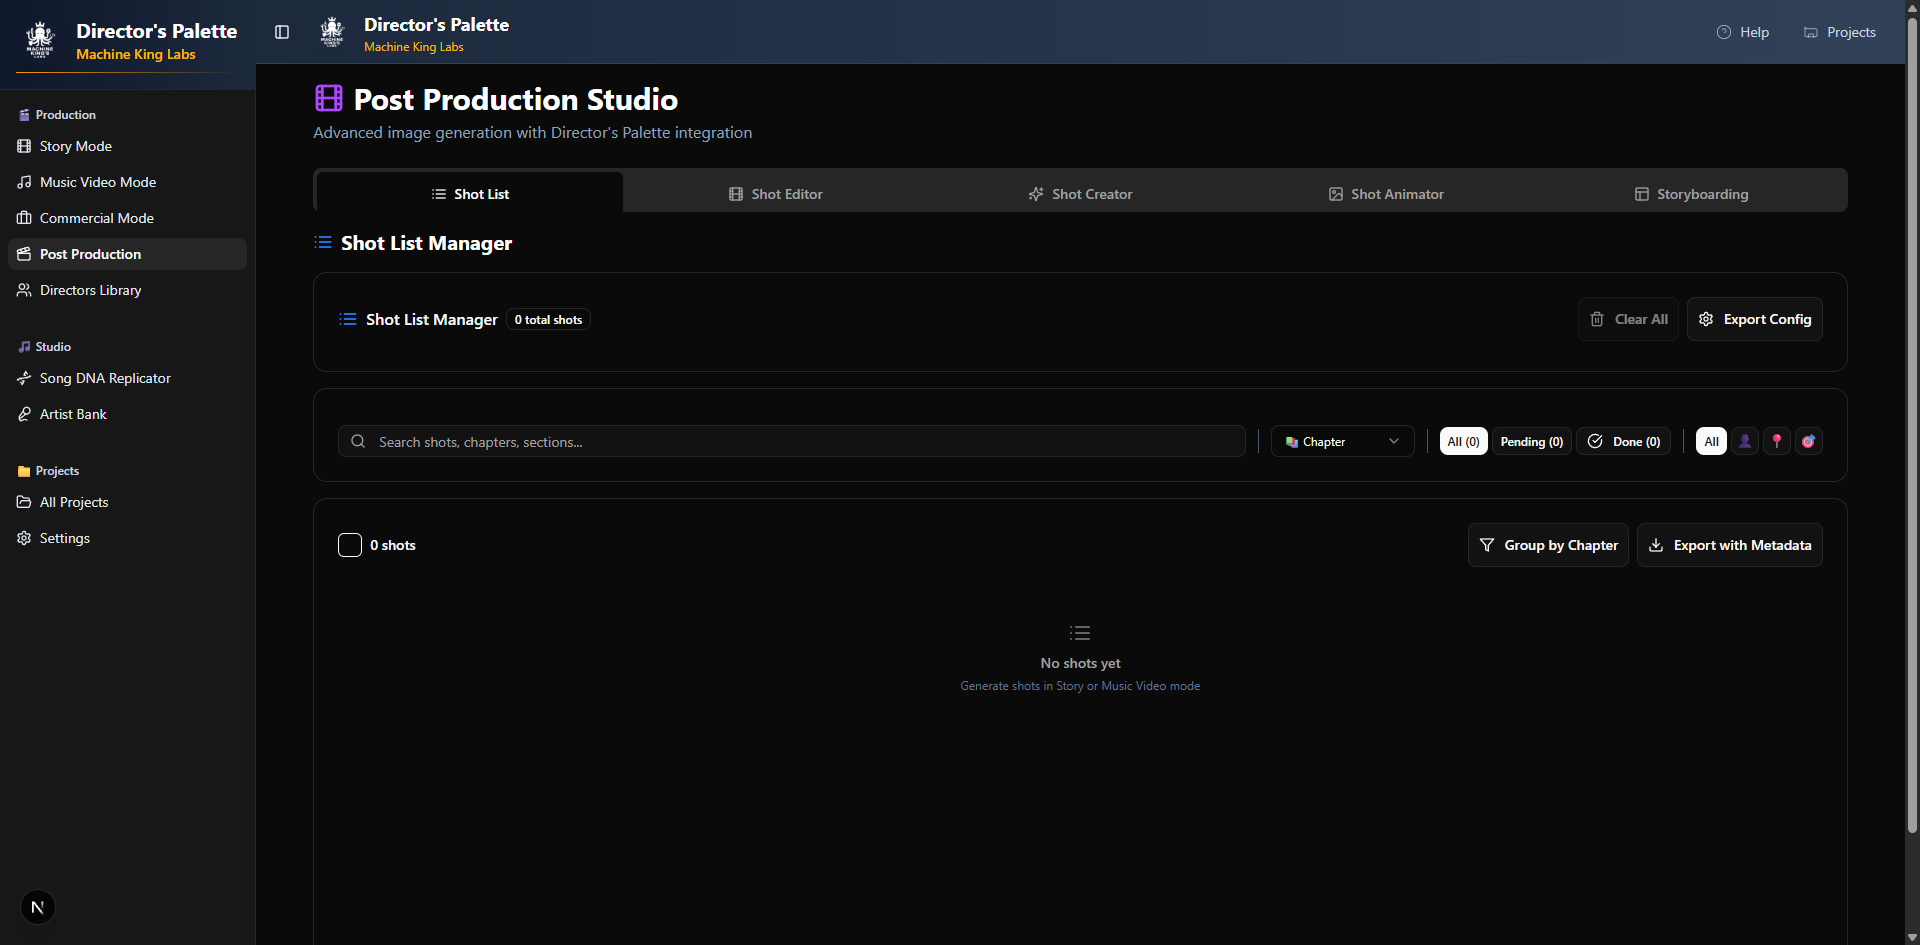 Director's Palette
Machine King Labs
Production
Story Mode
Music Video Mode
Commercial Mode
Post Production
Directors Library
Studio
Song DNA Replicator
Artist Bank
Projects
All Projects
Settings
N
MACHINE
KING'S
LABS
Director's Palette
Machine King Labs
Help
Projects
Post Production Studio
Advanced image generation with Director's Palette integration
Shot List
Shot Editor
Shot Creator
Shot Animator
Storyboarding
Shot List Manager
Shot List Manager
0 total shots
Clear All
Export Config
Search shots, chapters, sections...
Chapter
All (0)
Pending (0)
Done (0)
All
0 shots
Group by Chapter
Export with Metadata
No shots yet
Generate shots in Story or Music Video mode